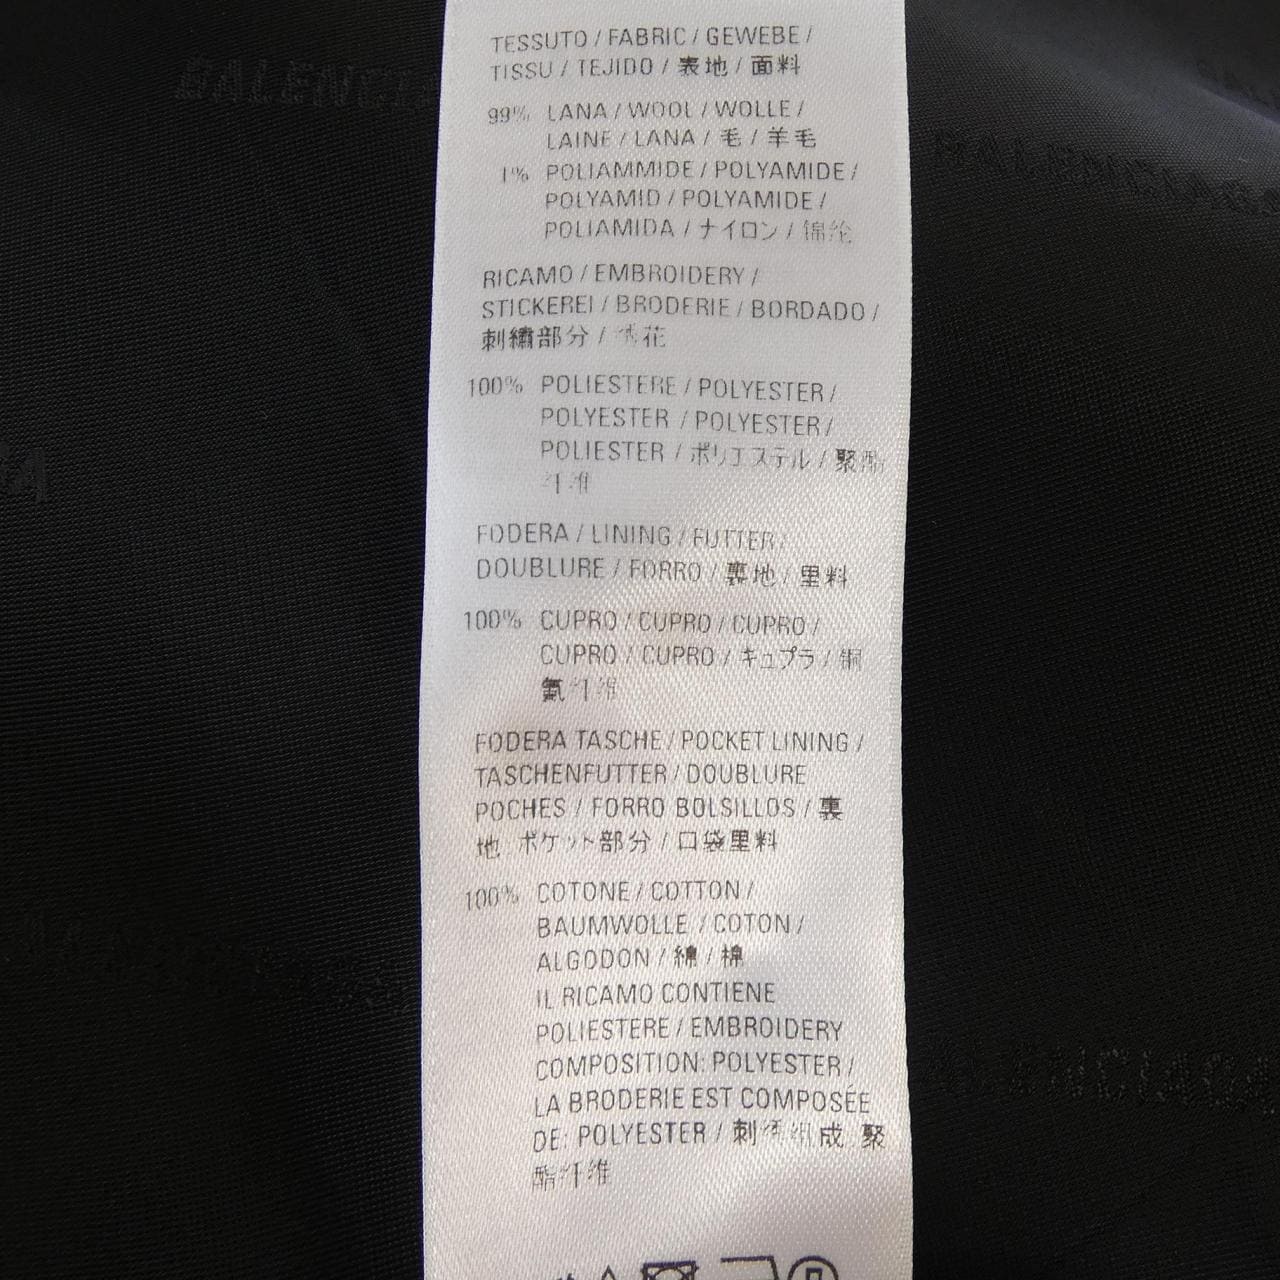 BALENCIA
TESSUTO / FABRIC / GEWEBE /
TISSU / TEJIDO / 表地 / 面料
99% LANA / WOOL / WOLLE /
LAINE / LANA / 毛 / 羊毛
1% POLIAMMIDE / POLYAMIDE /
POLYAMID / POLYAMIDE /
POLIAMIDA / ナイロン / 锦纶
RICAMO / EMBROIDERY /
STICKEREI / BRODERIE / BORDADO /
刺繍部分 / 绣花
100% POLIESTERE / POLYESTER /
POLYESTER / POLYESTER /
POLIESTER / ポリエステル / 聚酯
纤维
FODERA / LINING / FUTTER /
DOUBLURE / FORRO / 裏地 / 里料
100% CUPRO / CUPRO / CUPRO /
CUPRO / CUPRO / キュプラ / 铜
氨纤维
FODERA TASCHE / POCKET LINING /
TASCHENFUTTER / DOUBLURE
POCHES / FORRO BOLSILLOS / 裏
地 ポケット部分 / 口袋里料
100% COTONE / COTTON /
BAUMWOLLE / COTON /
ALGODON / 綿 / 棉
IL RICAMO CONTIENE
POLIESTERE / EMBROIDERY
COMPOSITION: POLYESTER /
LA BRODERIE EST COMPOSÉE
DE: POLYESTER / 刺绣组成 聚
酯纤维
LENCIAGA